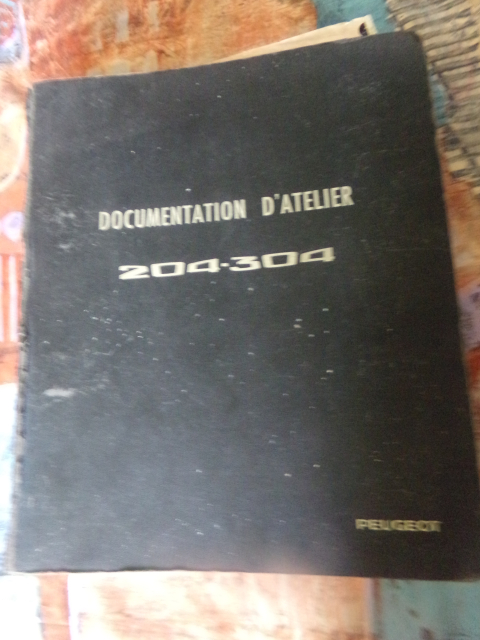 DOCUMENTATION D'ATELIER
204-304
PEUGEOT